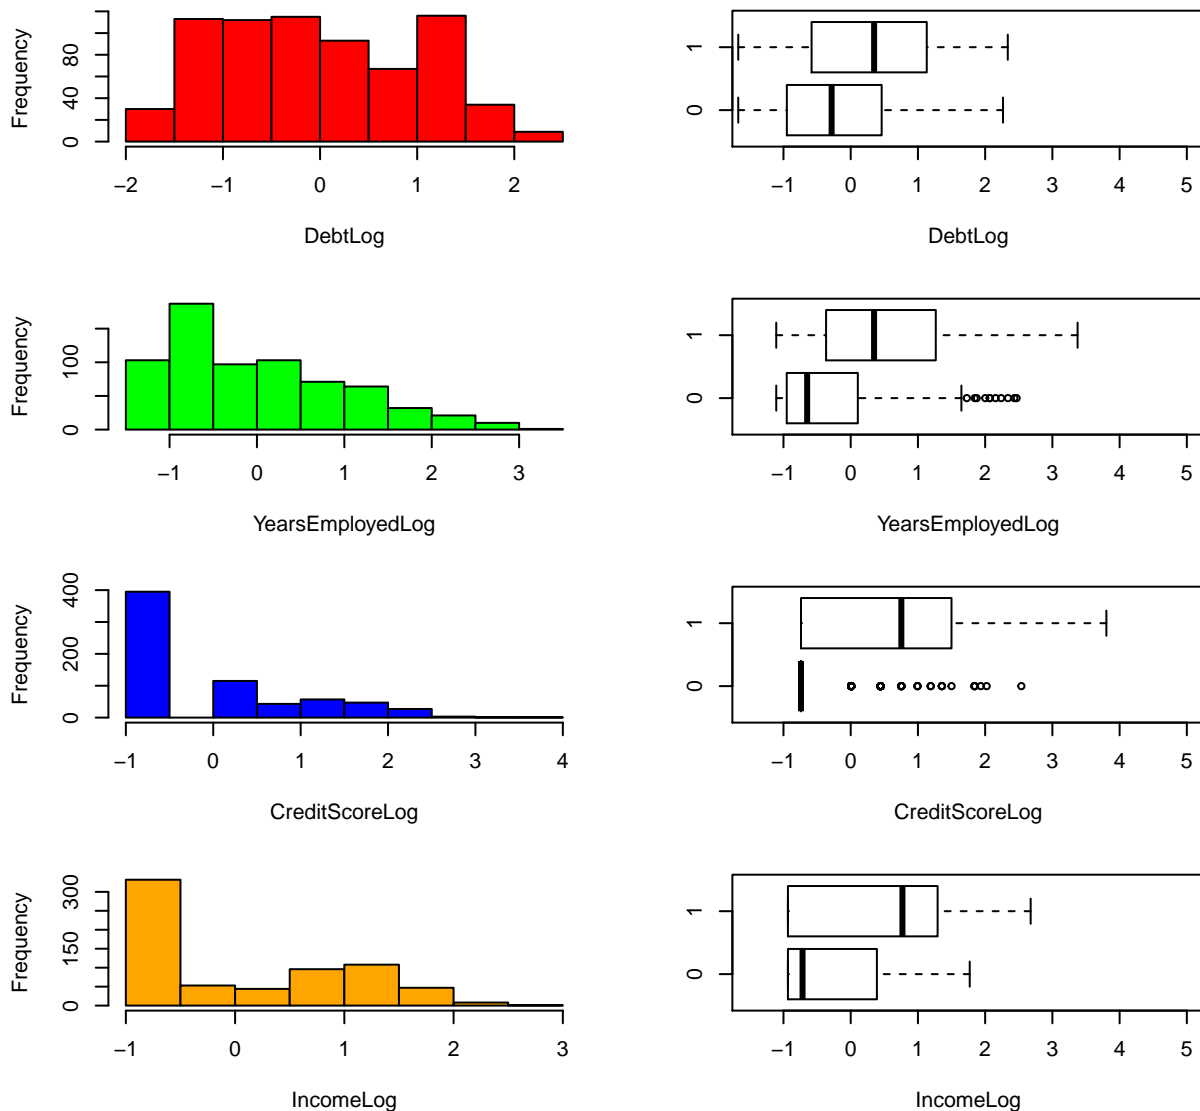 Frequency
0 40 80
−2 −1 0 1 2
DebtLog
0 1
−1 0 1 2 3 4 5
DebtLog
Frequency
0 100
−1 0 1 2 3
YearsEmployedLog
0 1
−1 0 1 2 3 4 5
YearsEmployedLog
Frequency
0 200 400
−1 0 1 2 3 4
CreditScoreLog
0 1
−1 0 1 2 3 4 5
CreditScoreLog
Frequency
0 150 300
−1 0 1 2 3
IncomeLog
0 1
−1 0 1 2 3 4 5
IncomeLog